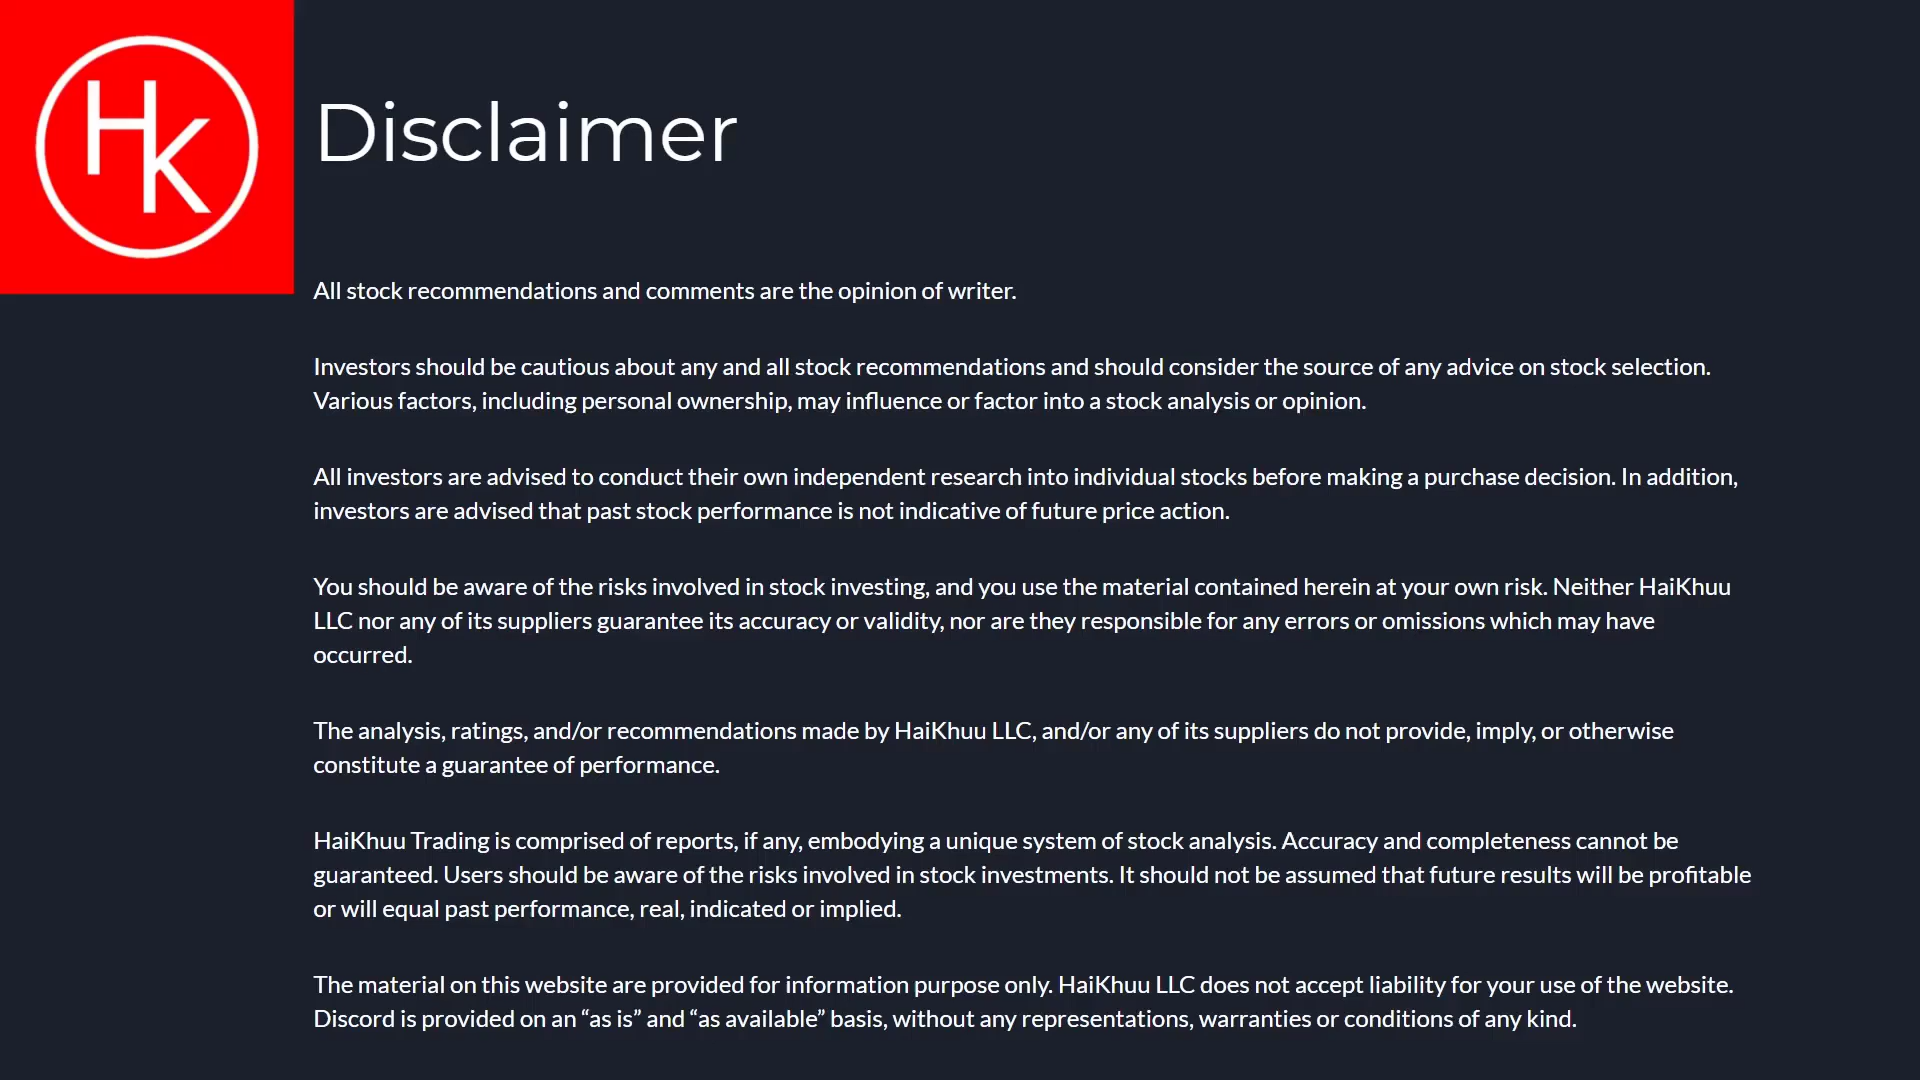 HK
Disclaimer
All stock recommendations and comments are the opinion of writer.
Investors should be cautious about any and all stock recommendations and should consider the source of any advice on stock selection.
Various factors, including personal ownership, may influence or factor into a stock analysis or opinion.
All investors are advised to conduct their own independent research into individual stocks before making a purchase decision. In addition,
investors are advised that past stock performance is not indicative of future price action.
You should be aware of the risks involved in stock investing, and you use the material contained herein at your own risk. Neither HaiKhuu
LLC nor any of its suppliers guarantee its accuracy or validity, nor are they responsible for any errors or omissions which may have
occurred.
The analysis, ratings, and/or recommendations made by HaiKhuu LLC, and/or any of its suppliers do not provide, imply, or otherwise
constitute a guarantee of performance.
HaiKhuu Trading is comprised of reports, if any, embodying a unique system of stock analysis. Accuracy and completeness cannot be
guaranteed. Users should be aware of the risks involved in stock investments. It should not be assumed that future results will be profitable
or will equal past performance, real, indicated or implied.
The material on this website are provided for information purpose only. HaiKhuu LLC does not accept liability for your use of the website.
Discord is provided on an “as is” and “as available” basis, without any representations, warranties or conditions of any kind.